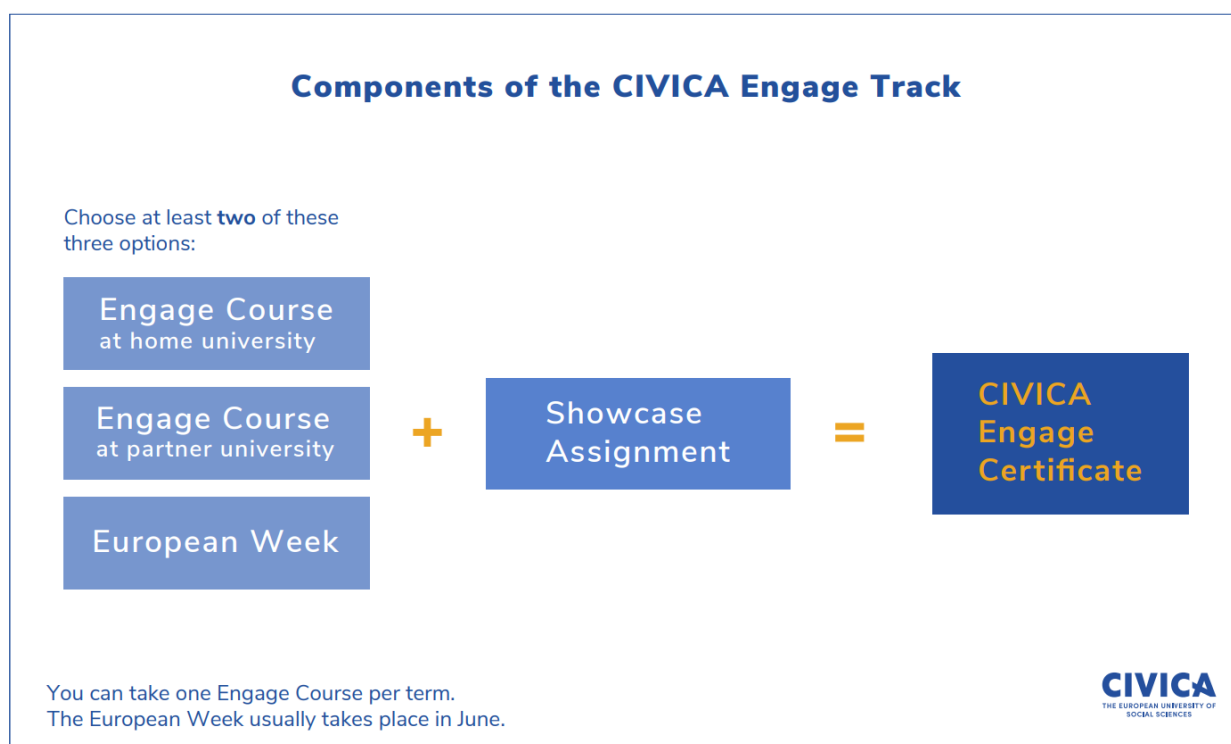 Components of the CIVICA Engage Track
Choose at least two of these
three options:
Engage Course
at home university
Engage Course
at partner university
European Week
+
Showcase
Assignment
=
CIVICA
Engage
Certificate
You can take one Engage Course per term.
The European Week usually takes place in June.
CIVICA
THE EUROPEAN UNIVERSITY OF
SOCIAL SCIENCES